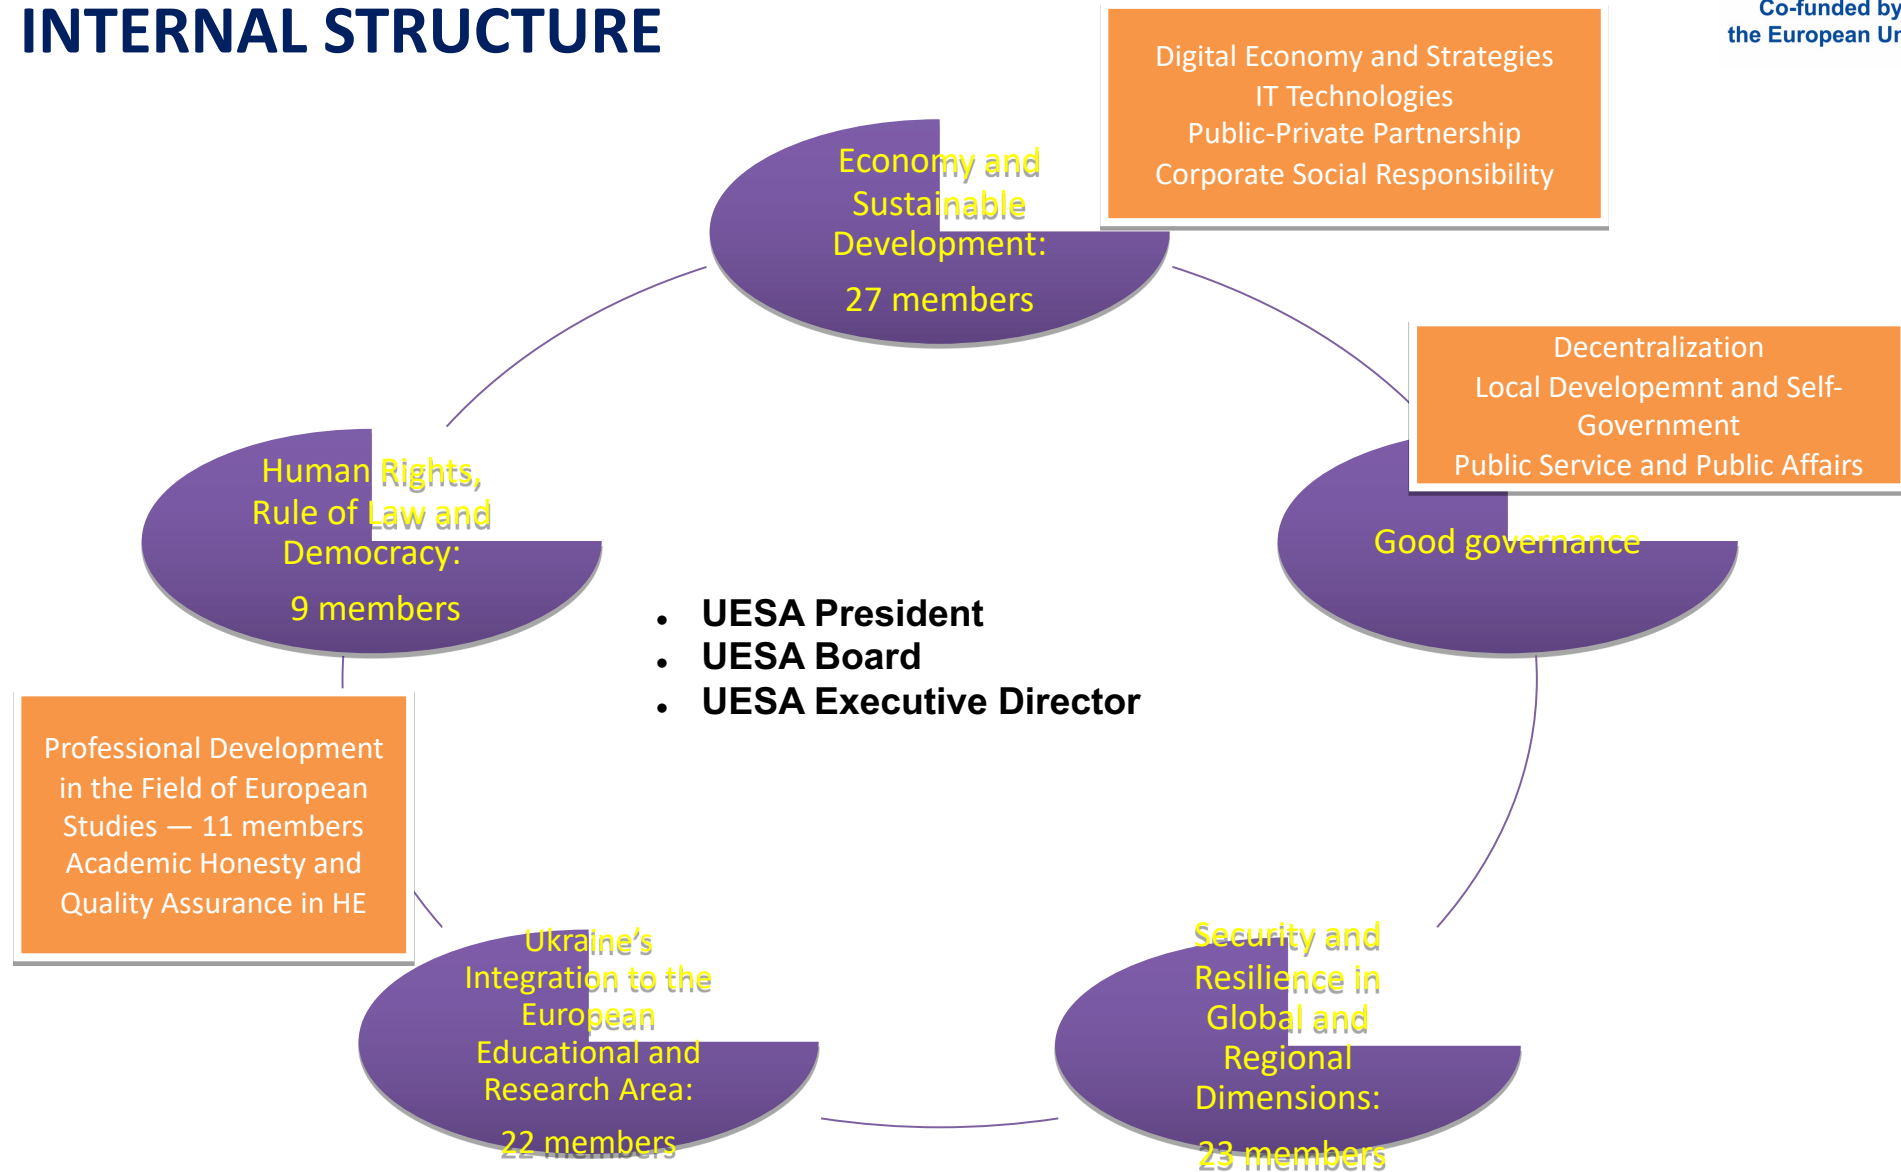 INTERNAL STRUCTURE
Co-funded by
the European
Digital Economy and Strategies
IT Technologies
Public-Private Partnership
Corporate Social Responsibility
Economy and
Sustainable
Development:
27 members
Decentralization
Local Developemnt and Self-
Government
Public Service and Public Affairs
Good governance
Human Rights,
Rule of Law and
Democracy:
9 members
• UESA President
• UESA Board
• UESA Executive Director
Professional Development
in the Field of European
Studies — 11 members
Academic Honesty and
Quality Assurance in HE
Ukraine’s
Integration to the
European
Educational and
Research Area:
22 members
Security and
Resilience in
Global and
Regional
Dimensions:
23 members